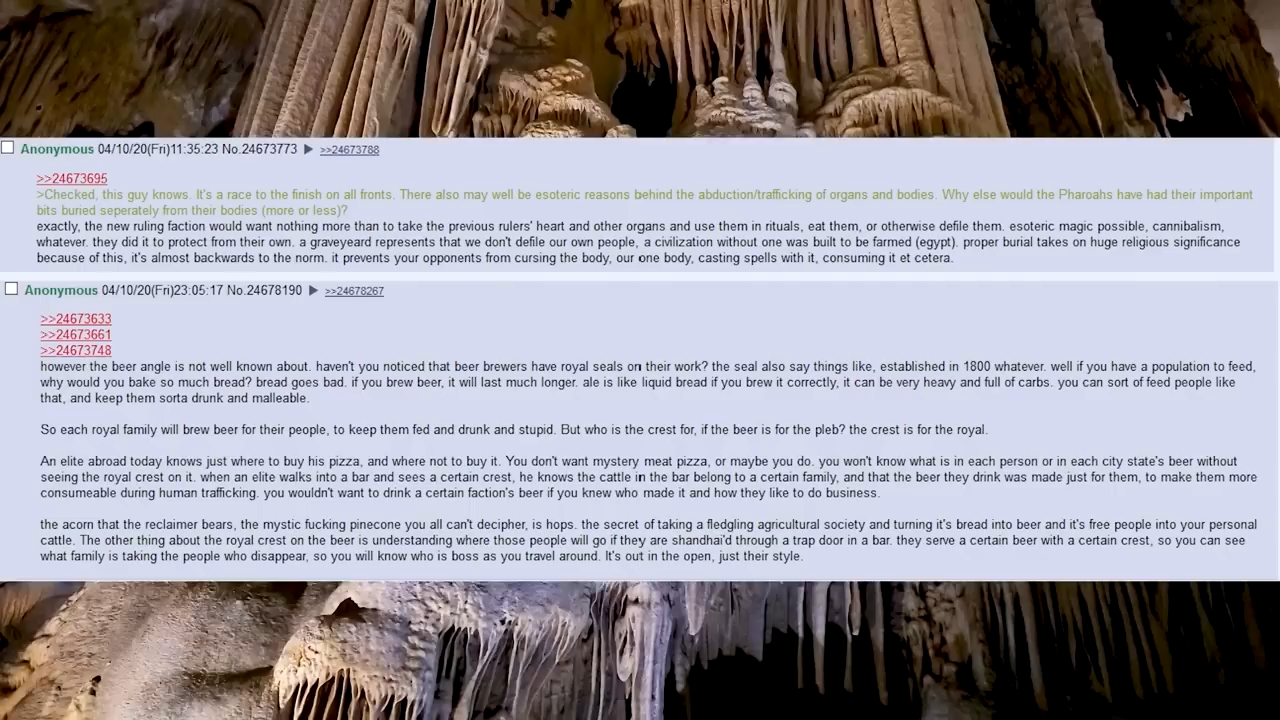 Anonymous 04/10/20(Fri)11:35:23 No.24673773 ▶ >>24673788
>>24673695
>Checked, this guy knows. It's a race to the finish on all fronts. There also may well be esoteric reasons behind the abduction/trafficking of organs and bodies. Why else would the Pharoahs have had their important
bits buried seperately from their bodies (more or less)?
exactly, the new ruling faction would want nothing more than to take the previous rulers' heart and other organs and use them in rituals, eat them, or otherwise defile them. esoteric magic possible, cannibalism,
whatever. they did it to protect from their own. a graveyard represents that we don't defile our own people, a civilization without one was built to be farmed (egypt). proper burial takes on huge religious significance
because of this, it's almost backwards to the norm. it prevents your opponents from cursing the body, our one body, casting spells with it, consuming it et cetera.
Anonymous 04/10/20(Fri)23:05:17 No.24678190 ▶ >>24678267
>>24673633
>>24673661
>>24673748
however the beer angle is not well known about. haven't you noticed that beer brewers have royal seals on their work? the seal also say things like, established in 1800 whatever. well if you have a population to feed,
why would you bake so much bread? bread goes bad. if you brew beer, it will last much longer. ale is like liquid bread if you brew it correctly, it can be very heavy and full of carbs. you can sort of feed people like
that, and keep them sorta drunk and malleable.
So each royal family will brew beer for their people, to keep them fed and drunk and stupid. But who is the crest for, if the beer is for the pleb? the crest is for the royal.
An elite abroad today knows just where to buy his pizza, and where not to buy it. You don't want mystery meat pizza, or maybe you do. you won't know what is in each person or in each city state's beer without
seeing the royal crest on it. when an elite walks into a bar and sees a certain crest, he knows the cattle in the bar belong to a certain family, and that the beer they drink was made just for them, to make them more
consumeable during human trafficking. you wouldn't want to drink a certain faction's beer if you knew who made it and how they like to do business.
the acorn that the reclaimer bears, the mystic fucking pinecone you all can't decipher, is hops. the secret of taking a fledgling agricultural society and turning it's bread into beer and it's free people into your personal
cattle. The other thing about the royal crest on the beer is understanding where those people will go if they are shandhai'd through a trap door in a bar. they serve a certain beer with a certain crest, so you can see
what family is taking the people who disappear, so you will know who is boss as you travel around. It's out in the open, just their style.